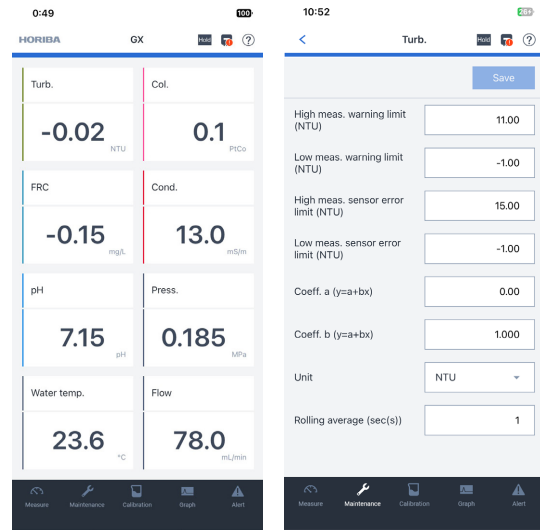 0:49
100
HORIBA
GX
Hold
?
Turb.
-0.02
NTU
Col.
0.1
PtCo
FRC
-0.15
mg/L
Cond.
13.0
mS/m
pH
7.15
pH
Press.
0.185
MPa
Water temp.
23.6
°C
Flow
78.0
mL/min
Measure
Maintenance
Calibration
Graph
Alert
10:52
Turb.
Hold
?
Save
High meas. warning limit
(NTU)
11.00
Low meas. warning limit
(NTU)
-1.00
High meas. sensor error
limit (NTU)
15.00
Low meas. sensor error
limit (NTU)
-1.00
Coeff. a (y=a+bx)
0.00
Coeff. b (y=a+bx)
1.000
Unit
NTU
Rolling average (sec(s))
1
Measure
Maintenance
Calibration
Graph
Alert